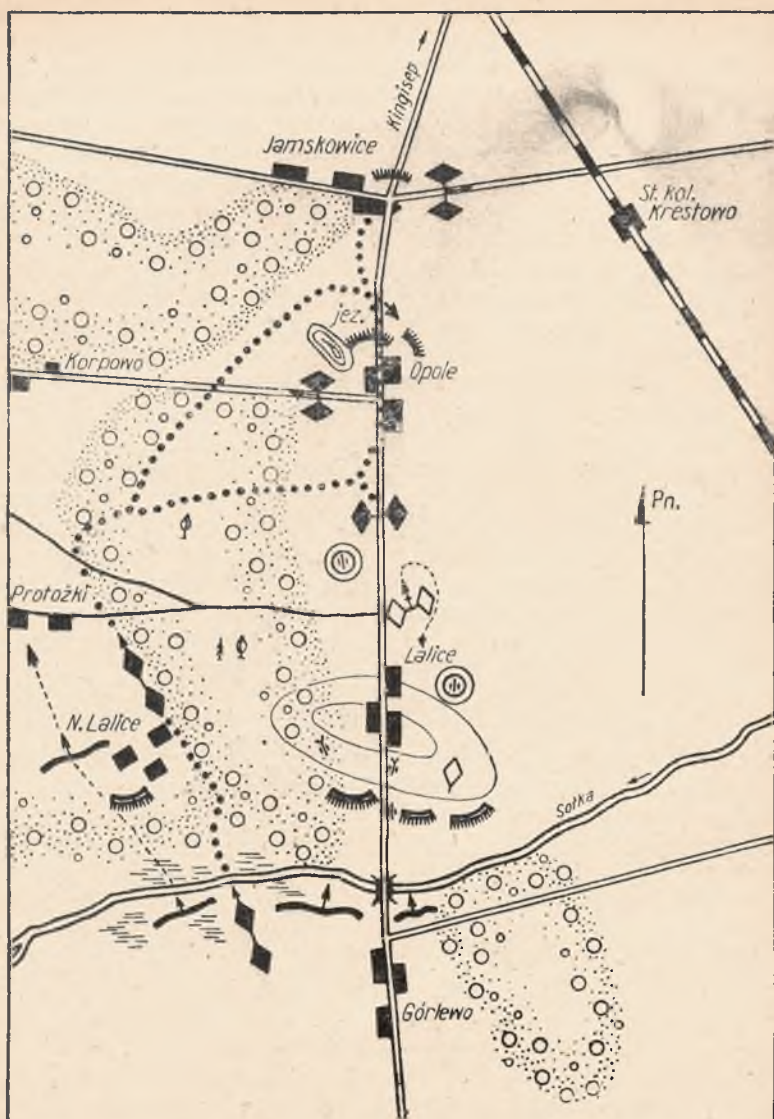 Kingisep
Jamskowice
St. kol.
Krestowo
jez.
Korpowo
Opole
Pn.
Protożki
Lalice
N. Lalice
Sołka
Górlewo